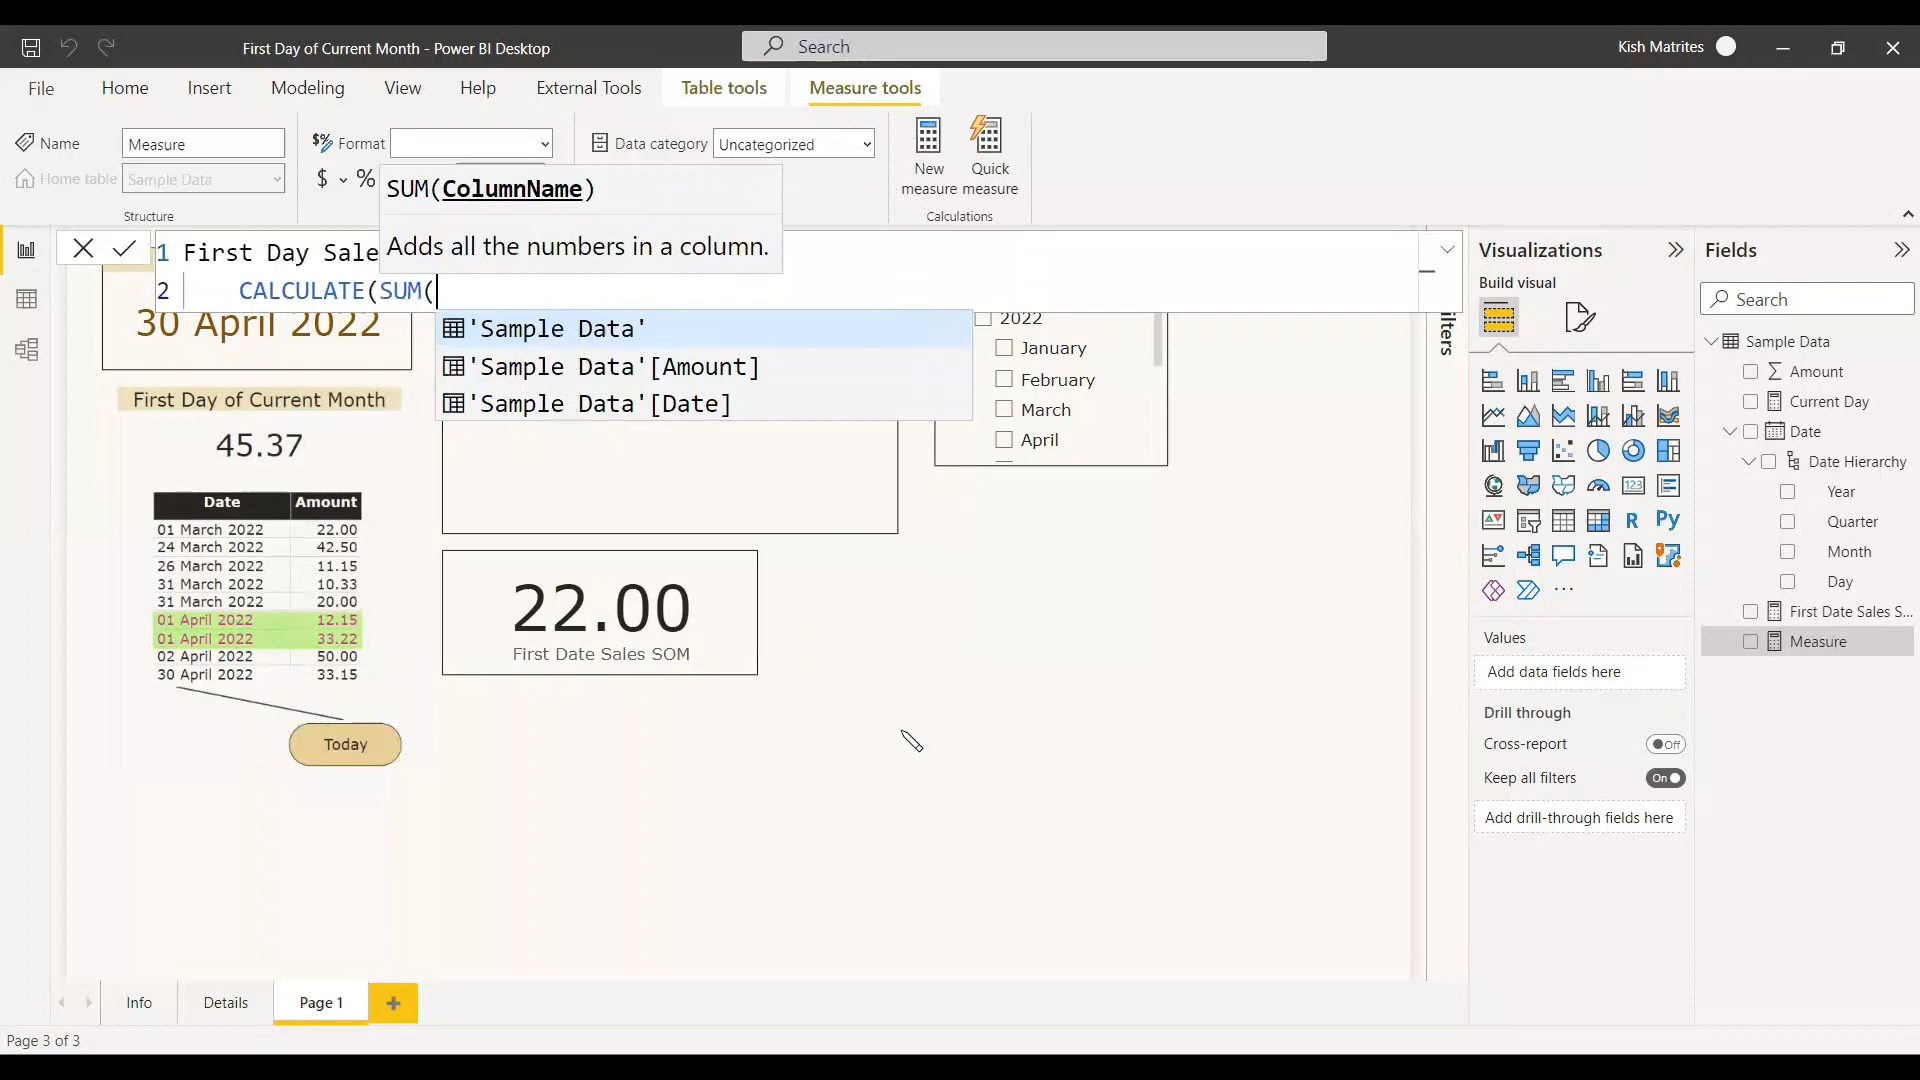 First Day of Current Month - Power BI Desktop
Search
Kish Matrites
File
Home
Insert
Modeling
View
Help
External Tools
Table tools
Measure tools
Name
Measure
Format
Data category
Uncategorized
New measure
Quick measure
Home table
Sample Data
$
%
Structure
Calculations
SUM(ColumnName)
Adds all the numbers in a column.
1 First Day Sale
2 CALCULATE(SUM(
'Sample Data'
'Sample Data'[Amount]
'Sample Data'[Date]
30 April 2022
First Day of Current Month
45.37
Date Amount
01 March 2022 22.00
24 March 2022 42.50
26 March 2022 11.15
31 March 2022 10.33
31 March 2022 20.00
01 April 2022 12.15
01 April 2022 33.22
02 April 2022 50.00
30 April 2022 33.15
Today
22.00
First Date Sales SOM
2022
January
February
March
April
Filters
Visualizations
Build visual
123
R
Py
...
Values
Add data fields here
Drill through
Cross-report
Off
Keep all filters
On
Add drill-through fields here
Fields
Search
Sample Data
Amount
Current Day
Date
Date Hierarchy
Year
Quarter
Month
Day
First Date Sales S...
Measure
Info
Details
Page 1
+
Page 3 of 3